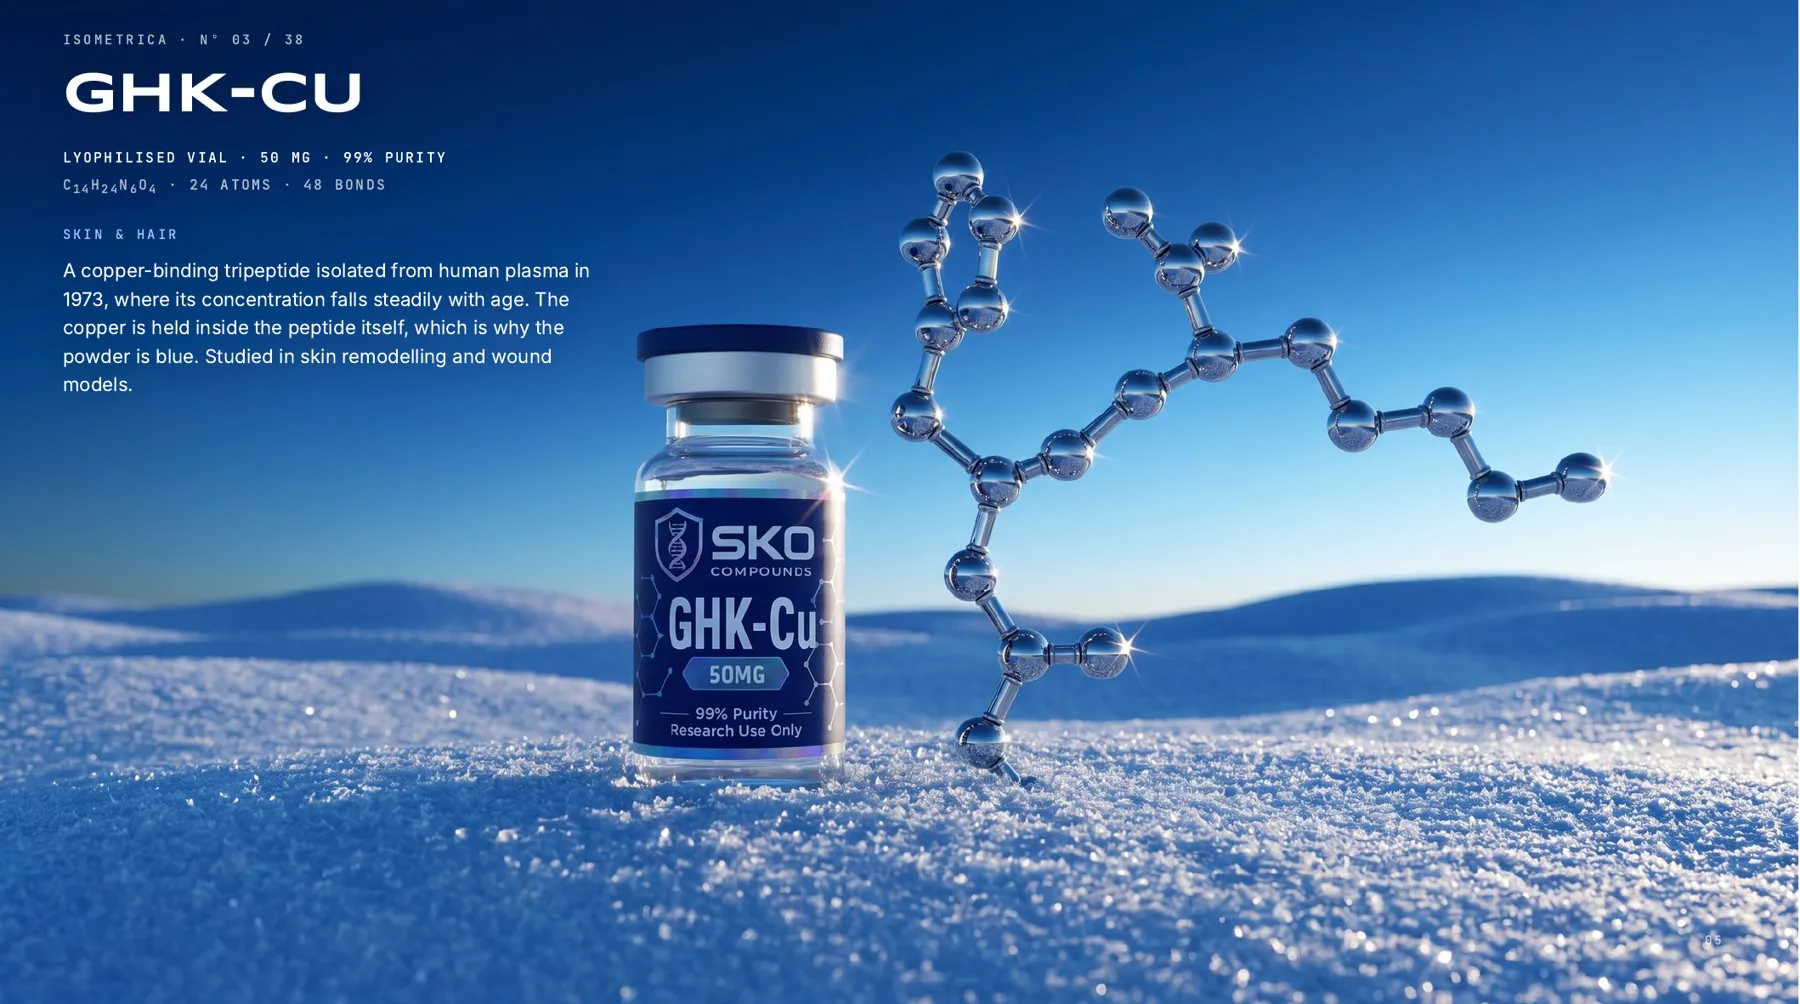 ISOMETRICA · N° 03 / 38
GHK-CU
LYOPHILISED VIAL · 50 MG · 99% PURITY
C₁₄H₂₄N₆O₄ · 24 ATOMS · 48 BONDS
SKIN & HAIR
A copper-binding tripeptide isolated from human plasma in
1973, where its concentration falls steadily with age. The
copper is held inside the peptide itself, which is why the
powder is blue. Studied in skin remodelling and wound
models.
SKO
COMPOUNDS
GHK-Cu
50MG
99% Purity
Research Use Only
05